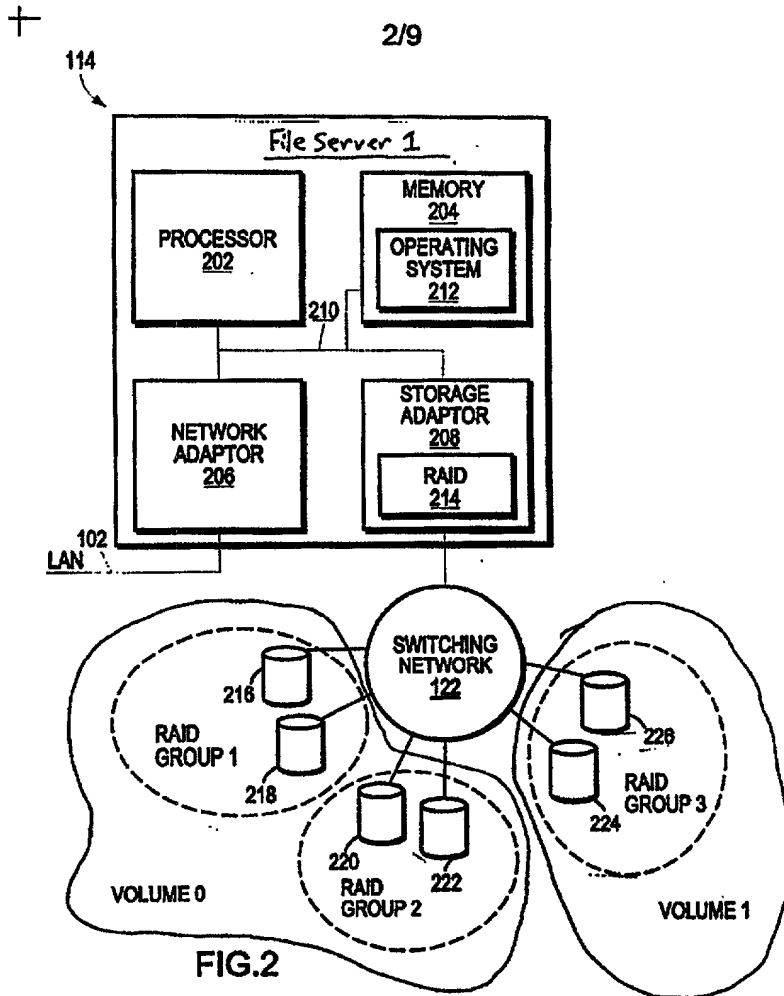 2/9
114
File Server 1
PROCESSOR
202
MEMORY
204
OPERATING
SYSTEM
212
210
NETWORK
ADAPTOR
206
STORAGE
ADAPTOR
208
RAID
214
102
LAN
SWITCHING
NETWORK
122
216
RAID
GROUP 1
218
226
RAID
GROUP 3
224
220
222
RAID
GROUP 2
VOLUME 0
VOLUME 1
FIG.2